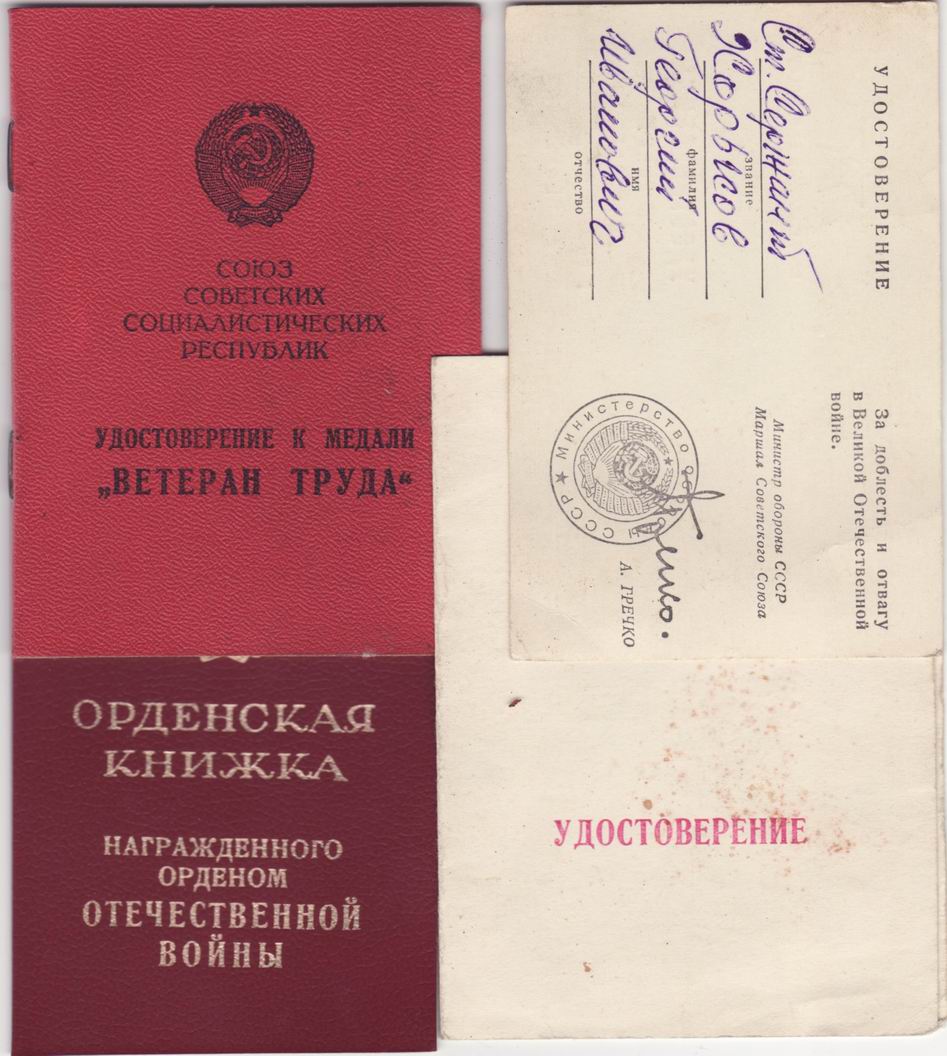 СОЮЗ
СОВЕТСКИХ
СОЦИАЛИСТИЧЕСКИХ
РЕСПУБЛИК
УДОСТОВЕРЕНИЕ К МЕДАЛИ
„ВЕТЕРАН ТРУДА“
УДОСТОВЕРЕНИЕ
Ст. Сержант
звание
фамилия
Георгий
имя
Иванович
отчество
За доблесть и отвагу
в Великой Отечественной
войне.
Министр обороны СССР
Маршал Советского Союза
А. ГРЕЧКО
Министерство обороны СССР
ОРДЕНСКАЯ
КНИЖКА
НАГРАЖДЕННОГО
ОРДЕНОМ
ОТЕЧЕСТВЕННОЙ
ВОЙНЫ
УДОСТОВЕРЕНИЕ